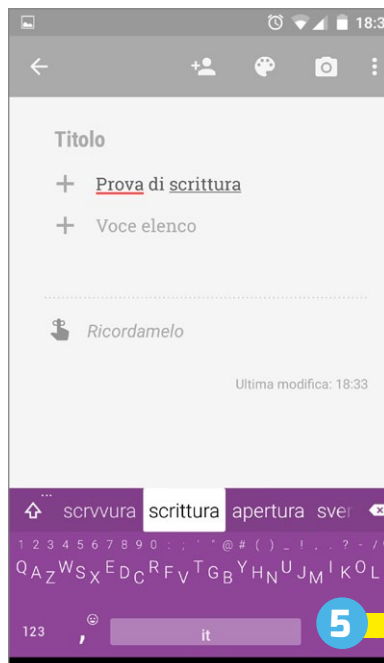 18:3
Titolo
Prova di scrittura
Voce elenco
Ricordamelo
Ultima modifica: 18:33
scrvvura scrittura apertura sver
1 2 3 4 5 6 7 8 9 0 : ; ' " @ # ( ) _ ! , . ? - /
Q A Z W S X E D C R F V T G B Y H N U J M I K O L
123 , it 5